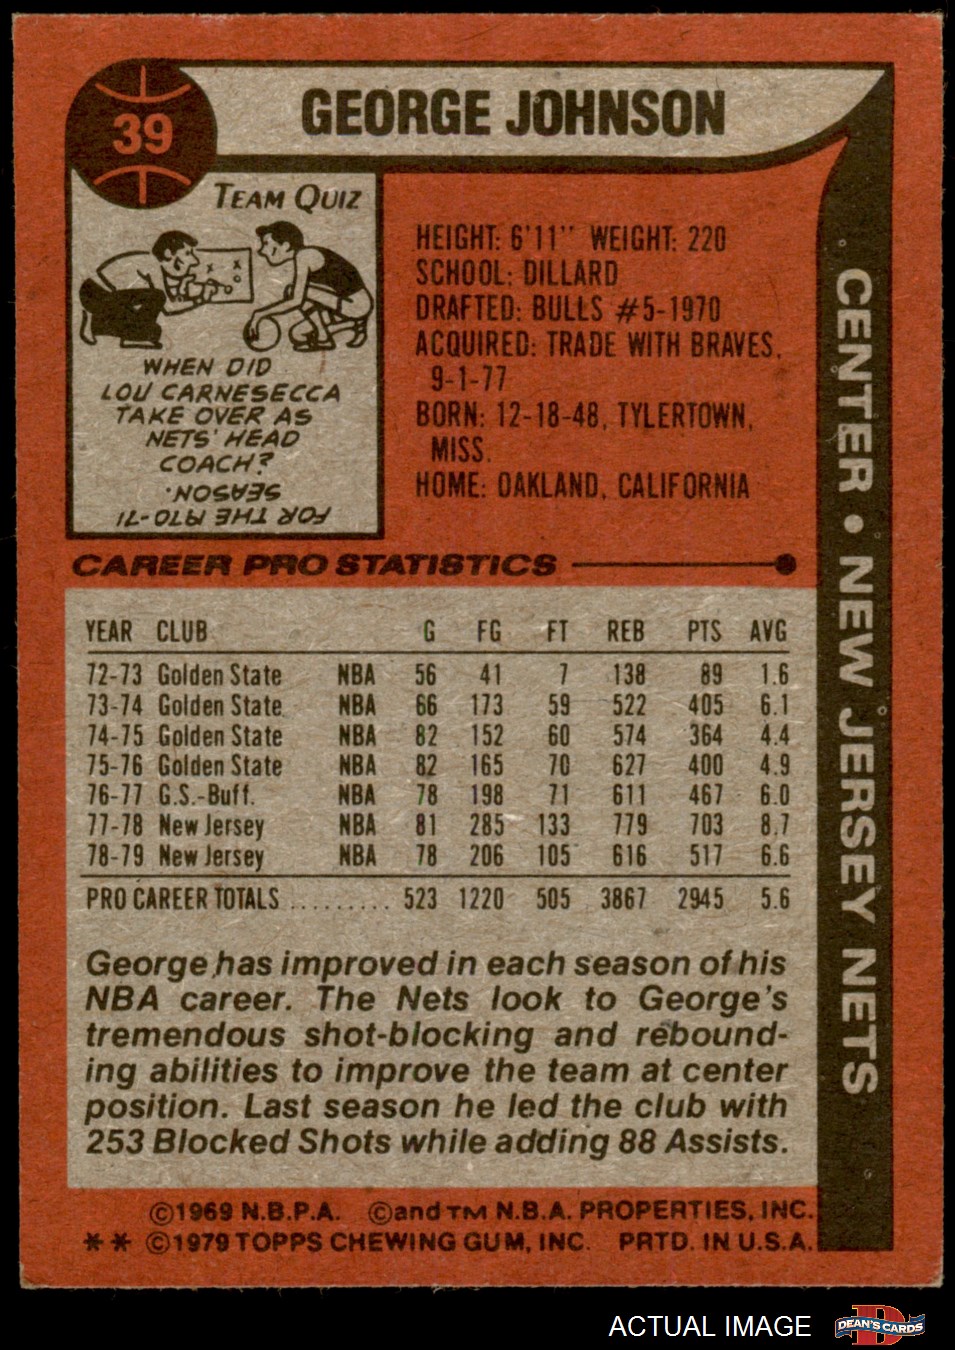 39
GEORGE JOHNSON
TEAM QUIZ
WHEN DID
LOU CARNESECCA
TAKE OVER AS
NETS' HEAD
COACH?
FOR THE 1970-71
SEASON.
HEIGHT: 6'11" WEIGHT: 220
SCHOOL: DILLARD
DRAFTED: BULLS #5-1970
ACQUIRED: TRADE WITH BRAVES,
9-1-77
BORN: 12-18-48, TYLERTOWN,
MISS.
HOME: OAKLAND, CALIFORNIA
CENTER • NEW JERSEY NETS
CAREER PRO STATISTICS
YEAR CLUB G FG FT REB PTS AVG
72-73 Golden State NBA 56 41 7 138 89 1.6
73-74 Golden State NBA 66 173 59 522 405 6.1
74-75 Golden State NBA 82 152 60 574 364 4.4
75-76 Golden State NBA 82 165 70 627 400 4.9
76-77 G.S.-Buff. NBA 78 198 71 611 467 6.0
77-78 New Jersey NBA 81 285 133 779 703 8.7
78-79 New Jersey NBA 78 206 105 616 517 6.6
PRO CAREER TOTALS .......... 523 1220 505 3867 2945 5.6
George has improved in each season of his
NBA career. The Nets look to George's
tremendous shot-blocking and rebound-
ing abilities to improve the team at center
position. Last season he led the club with
253 Blocked Shots while adding 88 Assists.
©1969 N.B.P.A. ©and TM N.B.A. PROPERTIES, INC.
** ©1979 TOPPS CHEWING GUM, INC. PRTD. IN U.S.A.
ACTUAL IMAGE
D
DEAN'S CARDS